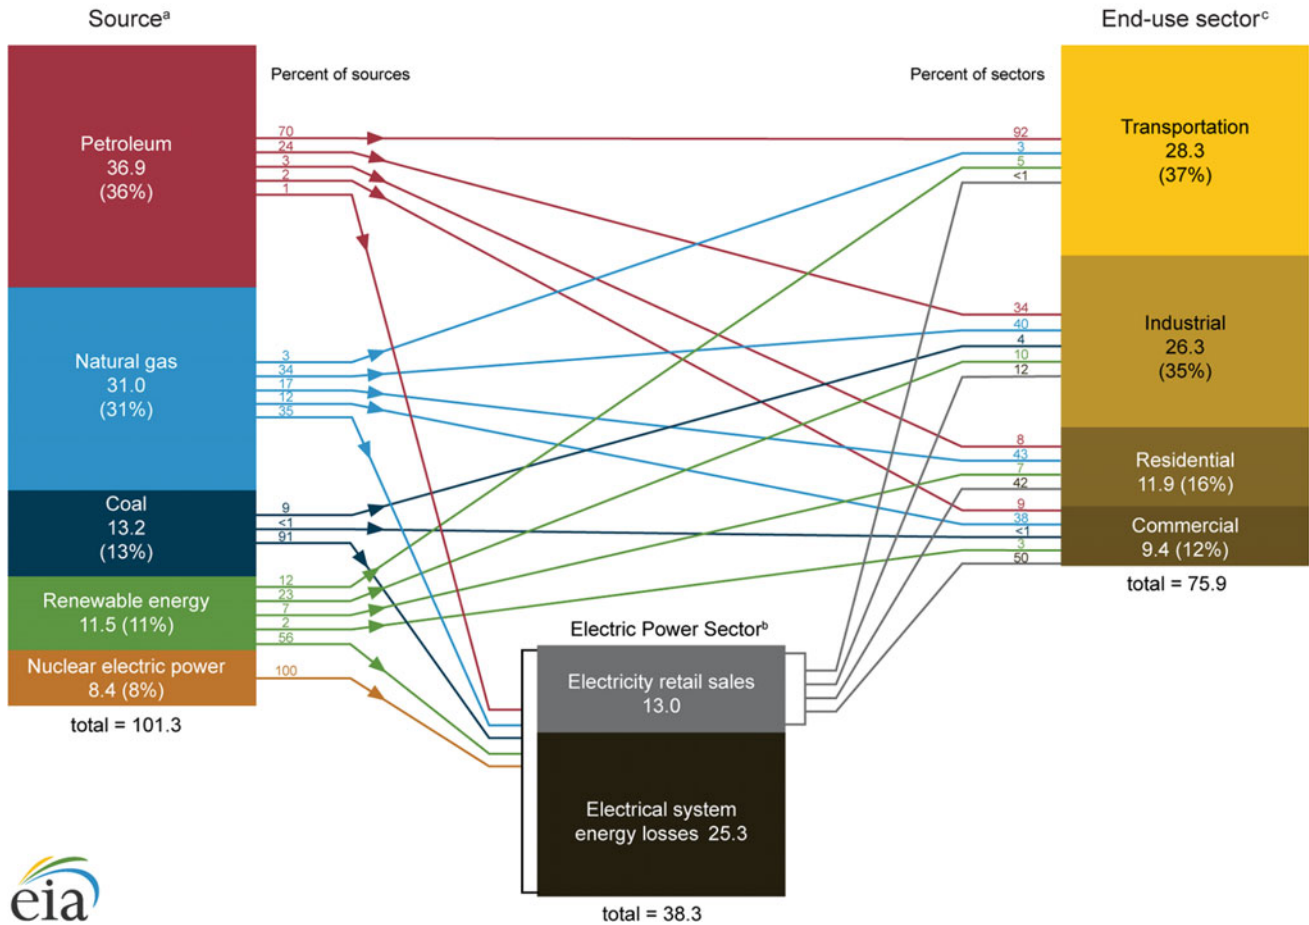 Sourceᵃ
End-use sectorᶜ
Percent of sources
Percent of sectors
Petroleum
36.9
(36%)
70
24
3
2
1
Natural gas
31.0
(31%)
3
34
17
12
35
Coal
13.2
(13%)
9
<1
91
Renewable energy
11.5 (11%)
12
23
7
2
56
Nuclear electric power
8.4 (8%)
100
total = 101.3
92
3
5
<1
Transportation
28.3
(37%)
34
40
4
10
12
Industrial
26.3
(35%)
8
43
7
42
Residential
11.9 (16%)
9
38
<1
3
50
Commercial
9.4 (12%)
total = 75.9
Electric Power Sectorᵇ
Electricity retail sales
13.0
Electrical system
energy losses 25.3
total = 38.3
eia